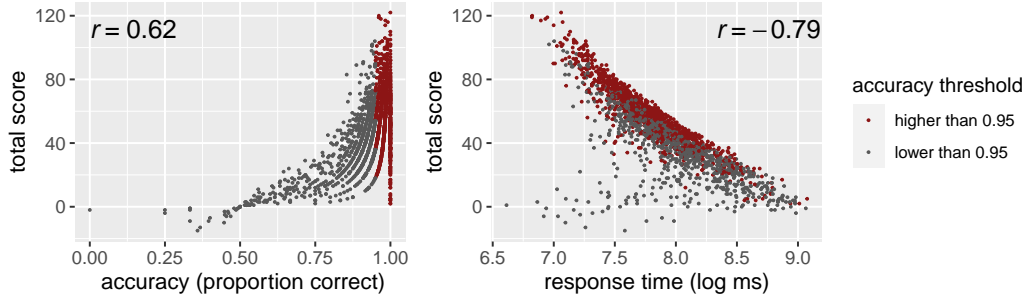 r = 0.62
total score
120
80
40
0
0.00 0.25 0.50 0.75 1.00
accuracy (proportion correct)
r = −0.79
total score
120
80
40
0
6.5 7.0 7.5 8.0 8.5 9.0
response time (log ms)
accuracy threshold
higher than 0.95
lower than 0.95